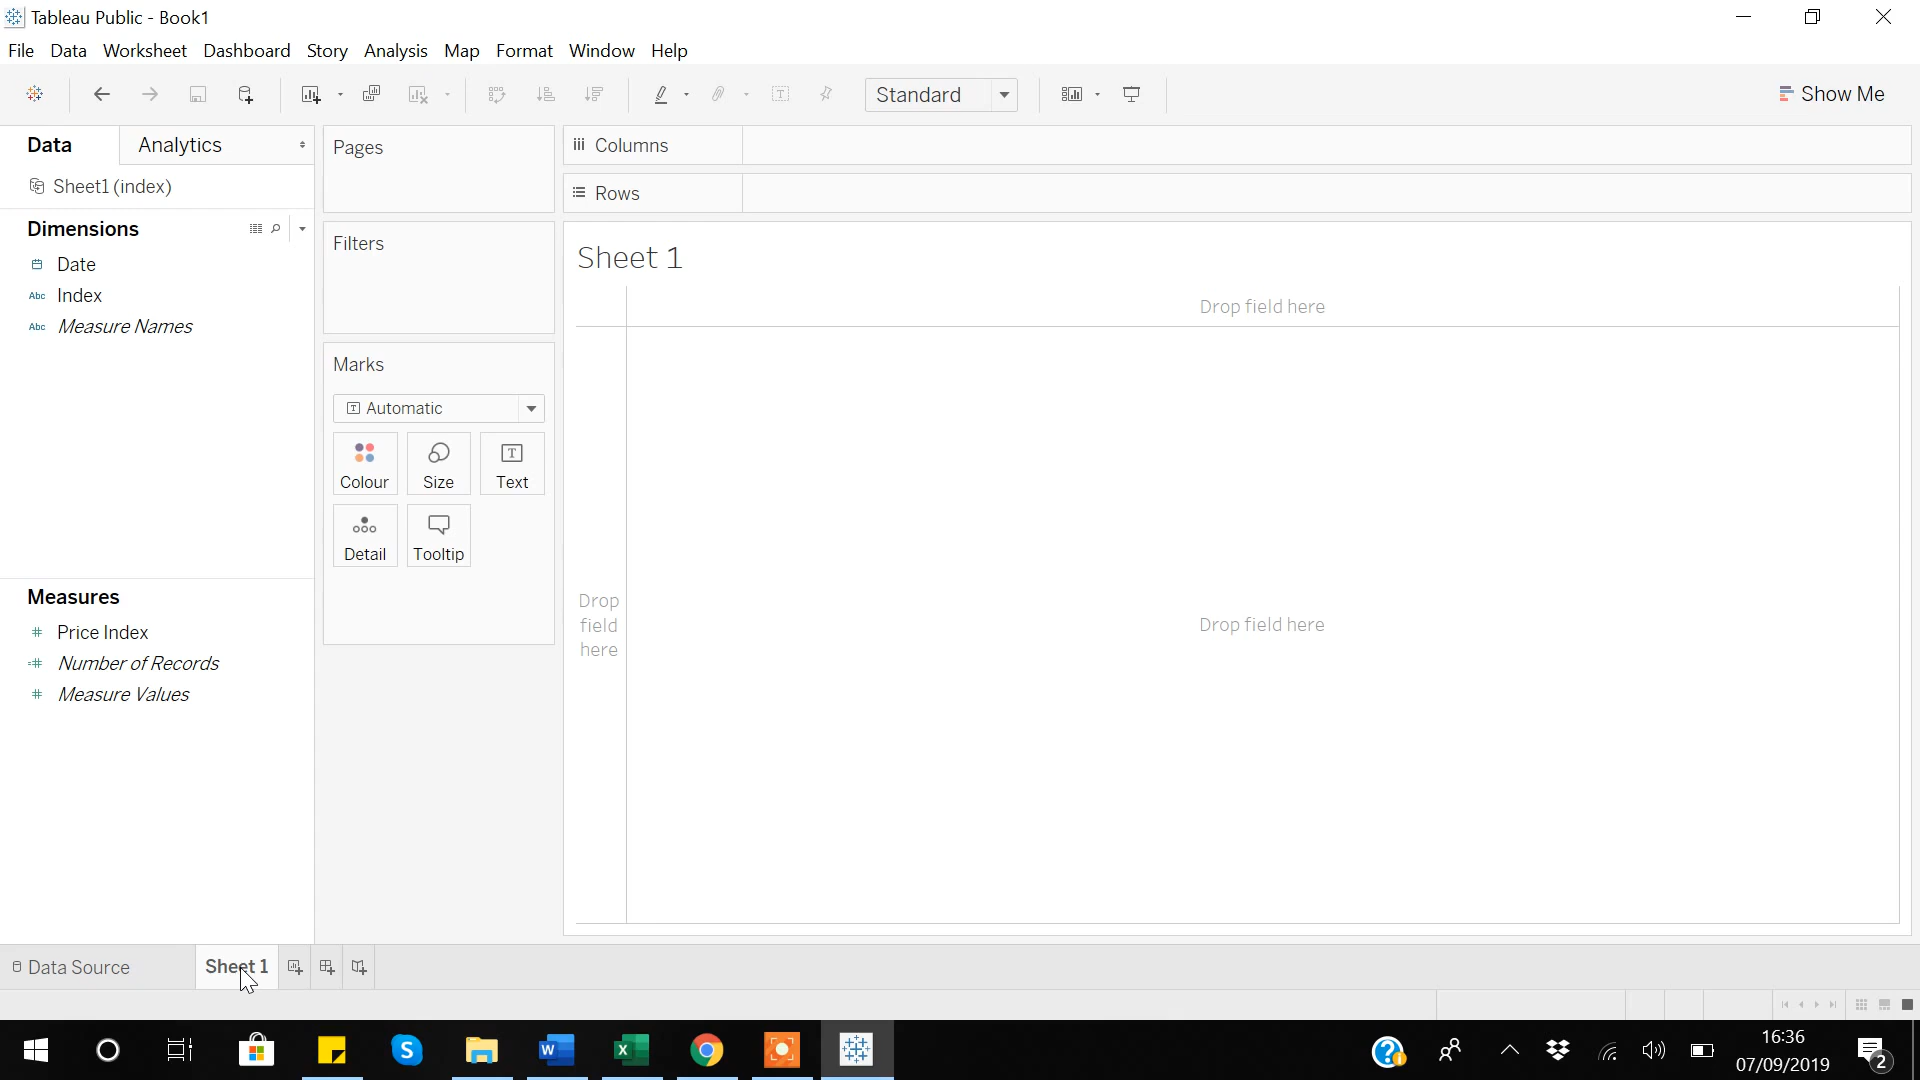 Tableau Public - Book1
File Data Worksheet Dashboard Story Analysis Map Format Window Help
Standard
Show Me
Data Analytics
Sheet1 (index)
Dimensions
Date
Abc Index
Abc Measure Names
Measures
Price Index
Number of Records
Measure Values
Pages
Filters
Marks
T Automatic
Colour Size Text
Detail Tooltip
Columns
Rows
Sheet 1
Drop field here
Drop
field
here
Drop field here
Data Source Sheet 1
16:36
07/09/2019
2